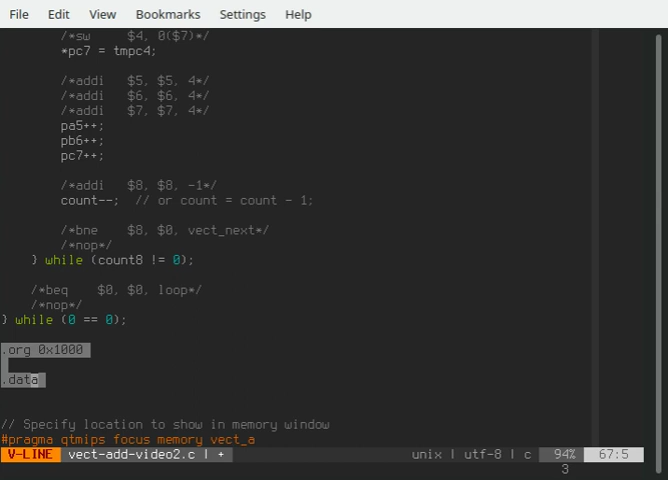 File Edit View Bookmarks Settings Help
/*sw $4, 0($7)*/
*pc7 = tmpc4;
/*addi $5, $5, 4*/
/*addi $6, $6, 4*/
/*addi $7, $7, 4*/
pa5++;
pb6++;
pc7++;
/*addi $8, $8, -1*/
count--; // or count = count - 1;
/*bne $8, $0, vect_next*/
/*nop*/
} while (count8 != 0);
/*beq $0, $0, loop*/
/*nop*/
} while (0 == 0);
.org 0x1000
.data
// Specify location to show in memory window
#pragma qtmips focus memory vect_a
V-LINE vect-add-video2.c | + unix | utf-8 | c 94% 67:5
3